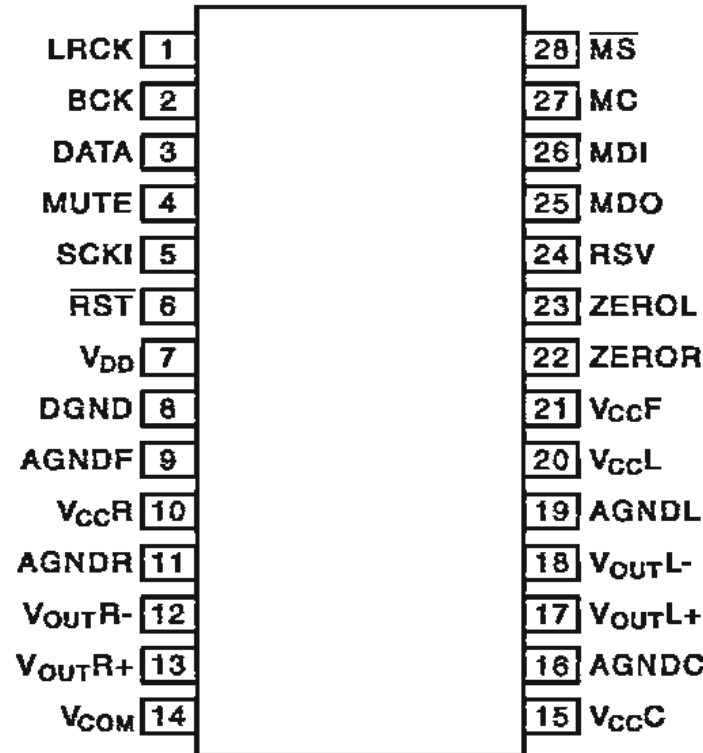 LRCK 1 28 M̅S̅
BCK 2 27 MC
DATA 3 26 MDI
MUTE 4 25 MDO
SCKI 5 24 RSV
R̅S̅T̅ 6 23 ZEROL
VDD 7 22 ZEROR
DGND 8 21 VCCF
AGNDF 9 20 VCCL
VCCR 10 19 AGNDL
AGNDR 11 18 VOUTL-
VOUTR- 12 17 VOUTL+
VOUTR+ 13 16 AGNDC
VCOM 14 15 VCCC